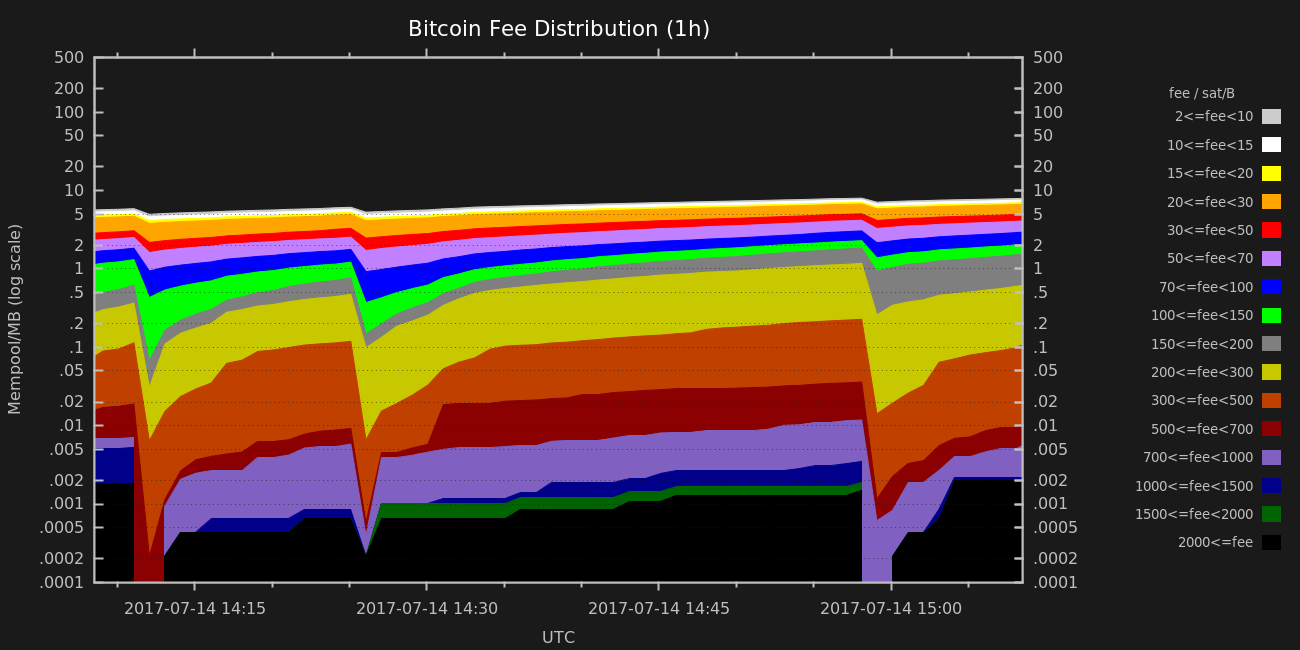 Bitcoin Fee Distribution (1h)
500
200
100
50
20
10
5
2
1
.5
.2
.1
.05
.02
.01
.005
.002
.001
.0005
.0002
.0001
Mempool/MB (log scale)
500
200
100
50
20
10
5
2
1
.5
.2
.1
.05
.02
.01
.005
.002
.001
.0005
.0002
.0001
2017-07-14 14:15
2017-07-14 14:30
2017-07-14 14:45
2017-07-14 15:00
UTC
fee / sat/B
2<=fee<10
10<=fee<15
15<=fee<20
20<=fee<30
30<=fee<50
50<=fee<70
70<=fee<100
100<=fee<150
150<=fee<200
200<=fee<300
300<=fee<500
500<=fee<700
700<=fee<1000
1000<=fee<1500
1500<=fee<2000
2000<=fee